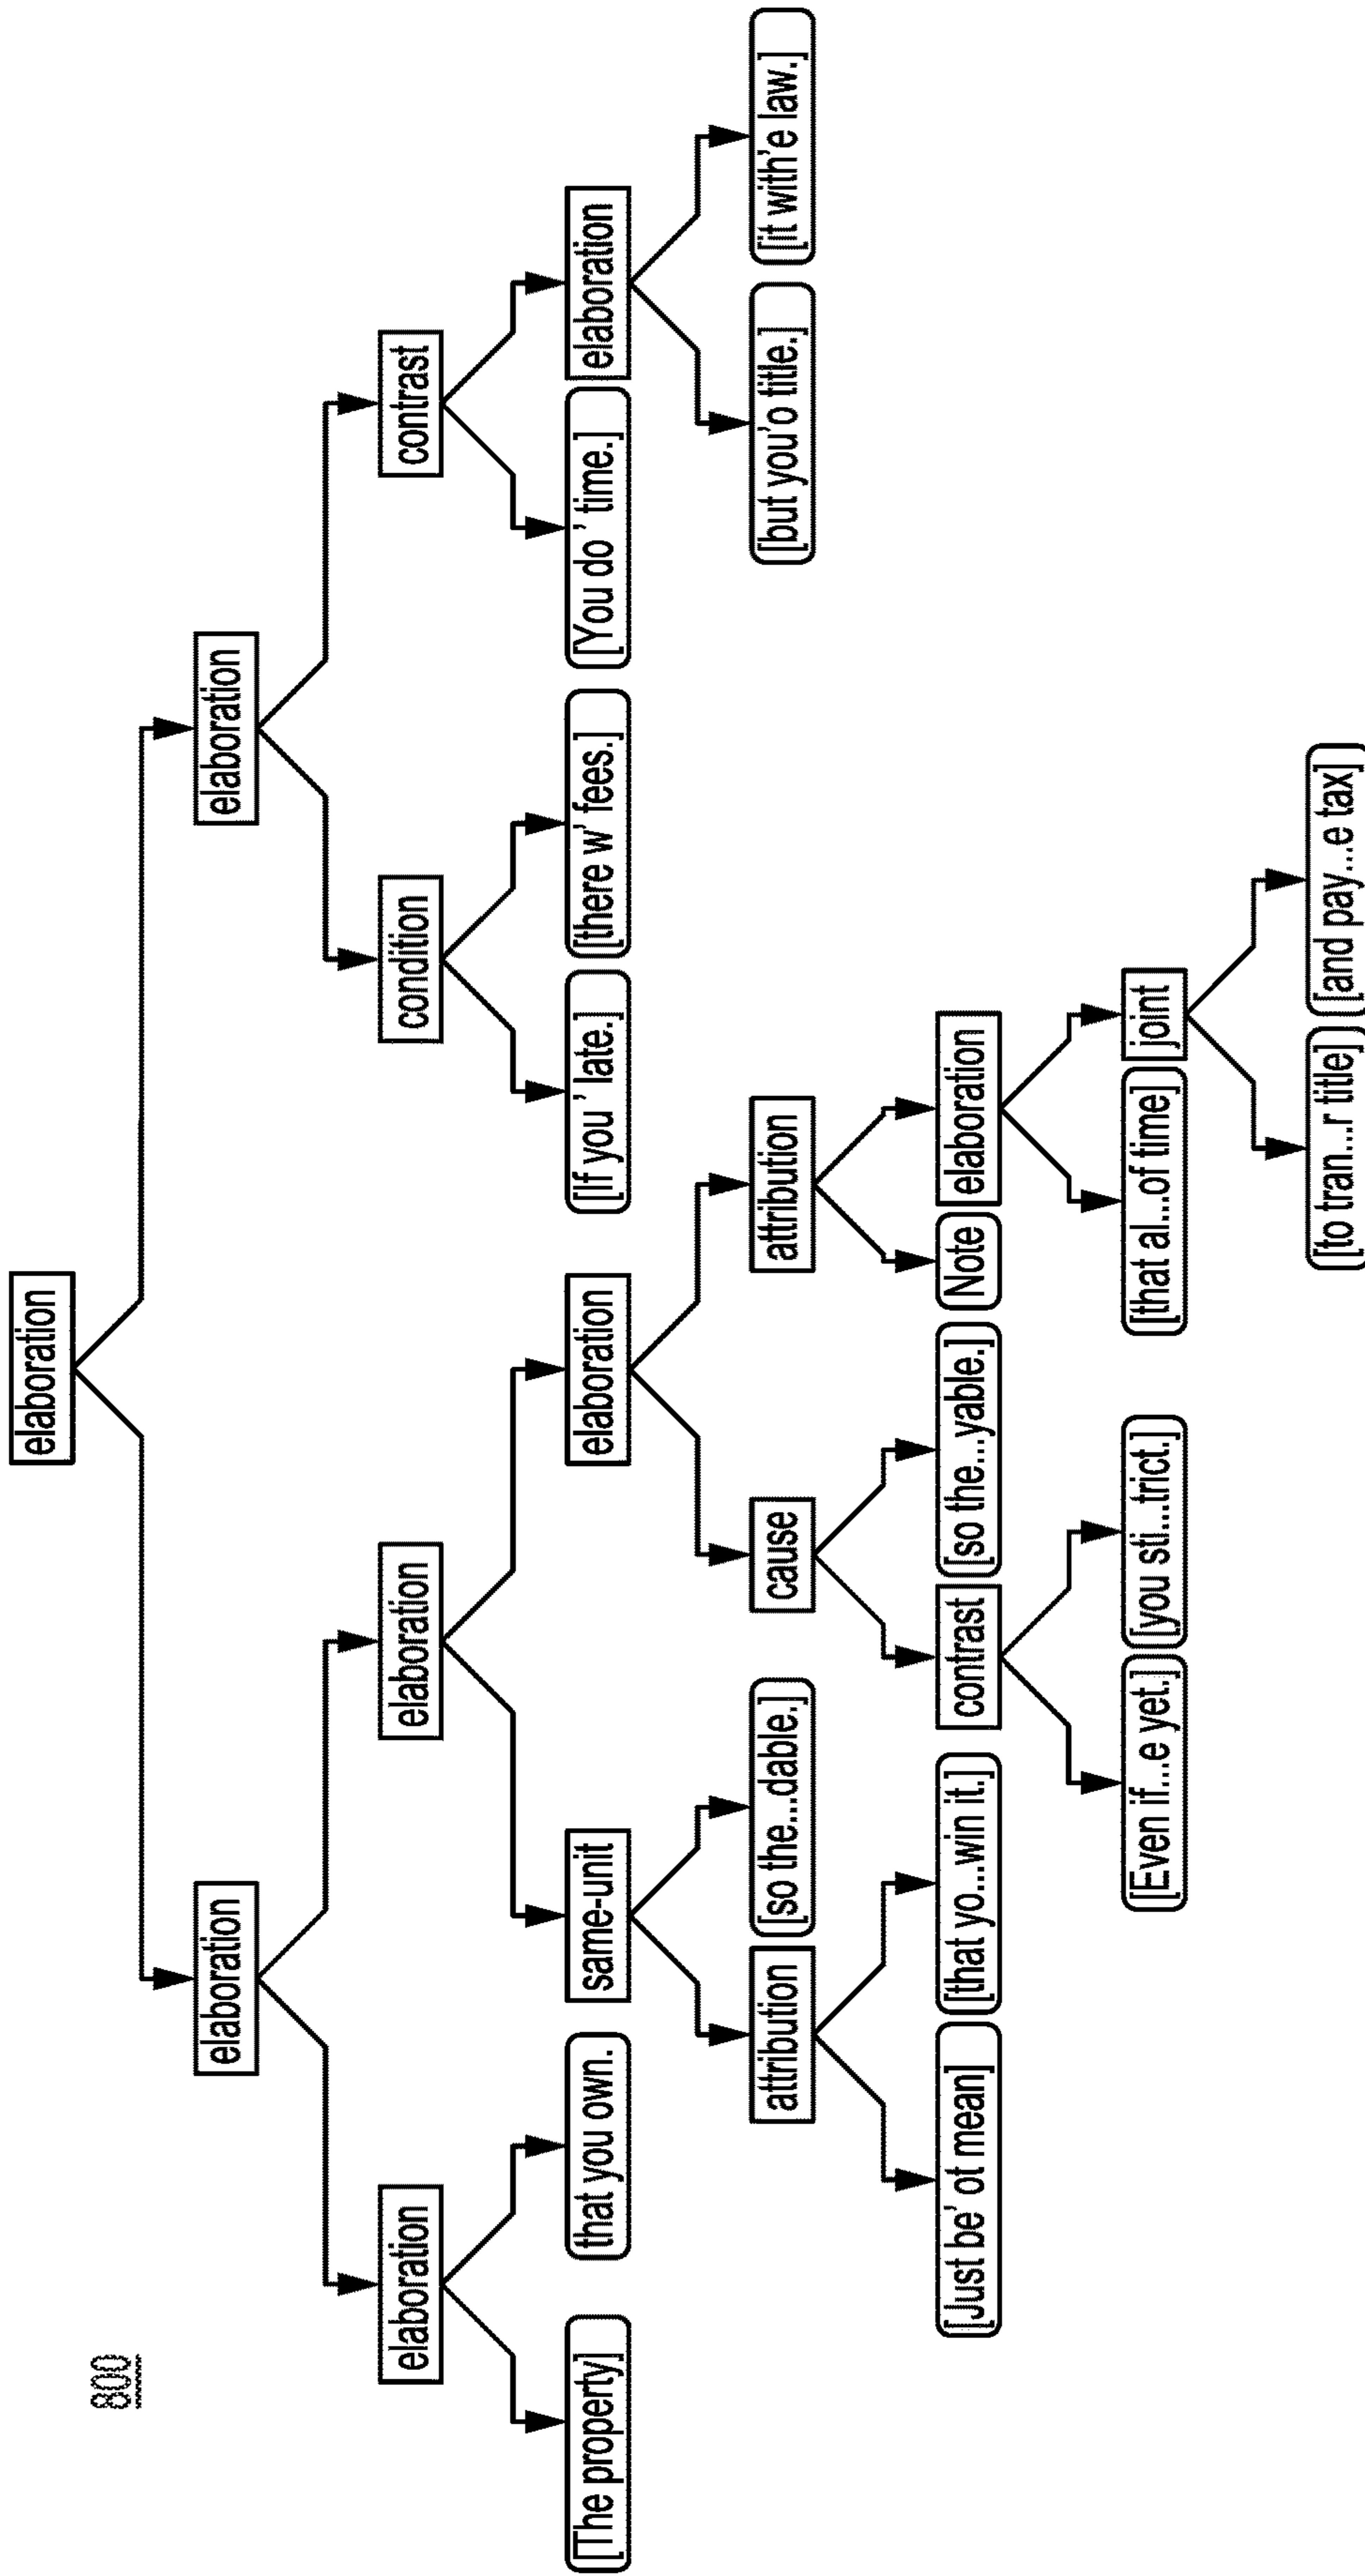 800
elaboration
elaboration
elaboration
elaboration
elaboration
condition
contrast
[The property]
that you own.
same-unit
elaboration
[If you ' late.]
[there w' fees.]
[You do ' time.]
elaboration
attribution
[so the...dable.]
cause
attribution
[but you'o title.]
[it with'e law.]
[Just be' ot mean]
[that yo...win it.]
contrast
[so the...yable.]
Note
elaboration
[Even if...e yet.]
[you sti...trict.]
[that al...of time]
joint
[to tran...r title]
[and pay...e tax]